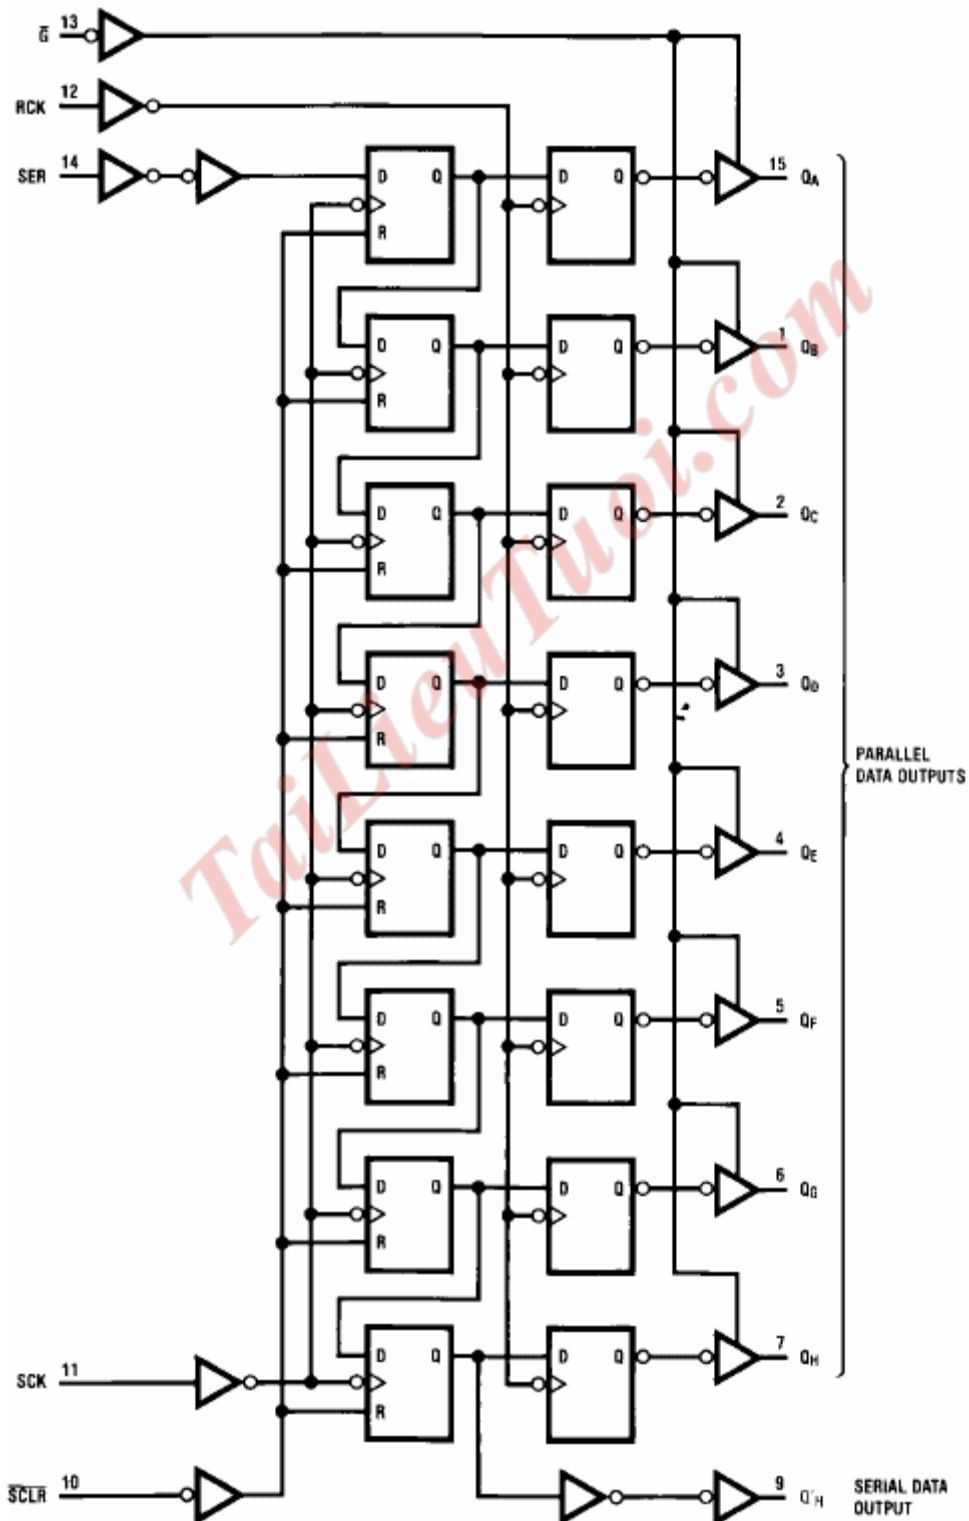 G̅ 13
RCK 12
SER 14
D Q D Q 15 QA
R
D Q D Q 1 QB
R
D Q D Q 2 QC
R
D Q D Q 3 QD
R
PARALLEL
DATA OUTPUTS
D Q D Q 4 QE
R
D Q D Q 5 QF
R
D Q D Q 6 QG
R
D Q D Q 7 QH
SCK 11
R
S̅C̅L̅R̅ 10
9 Q'H
SERIAL DATA
OUTPUT
TaiLieuTuoi.com